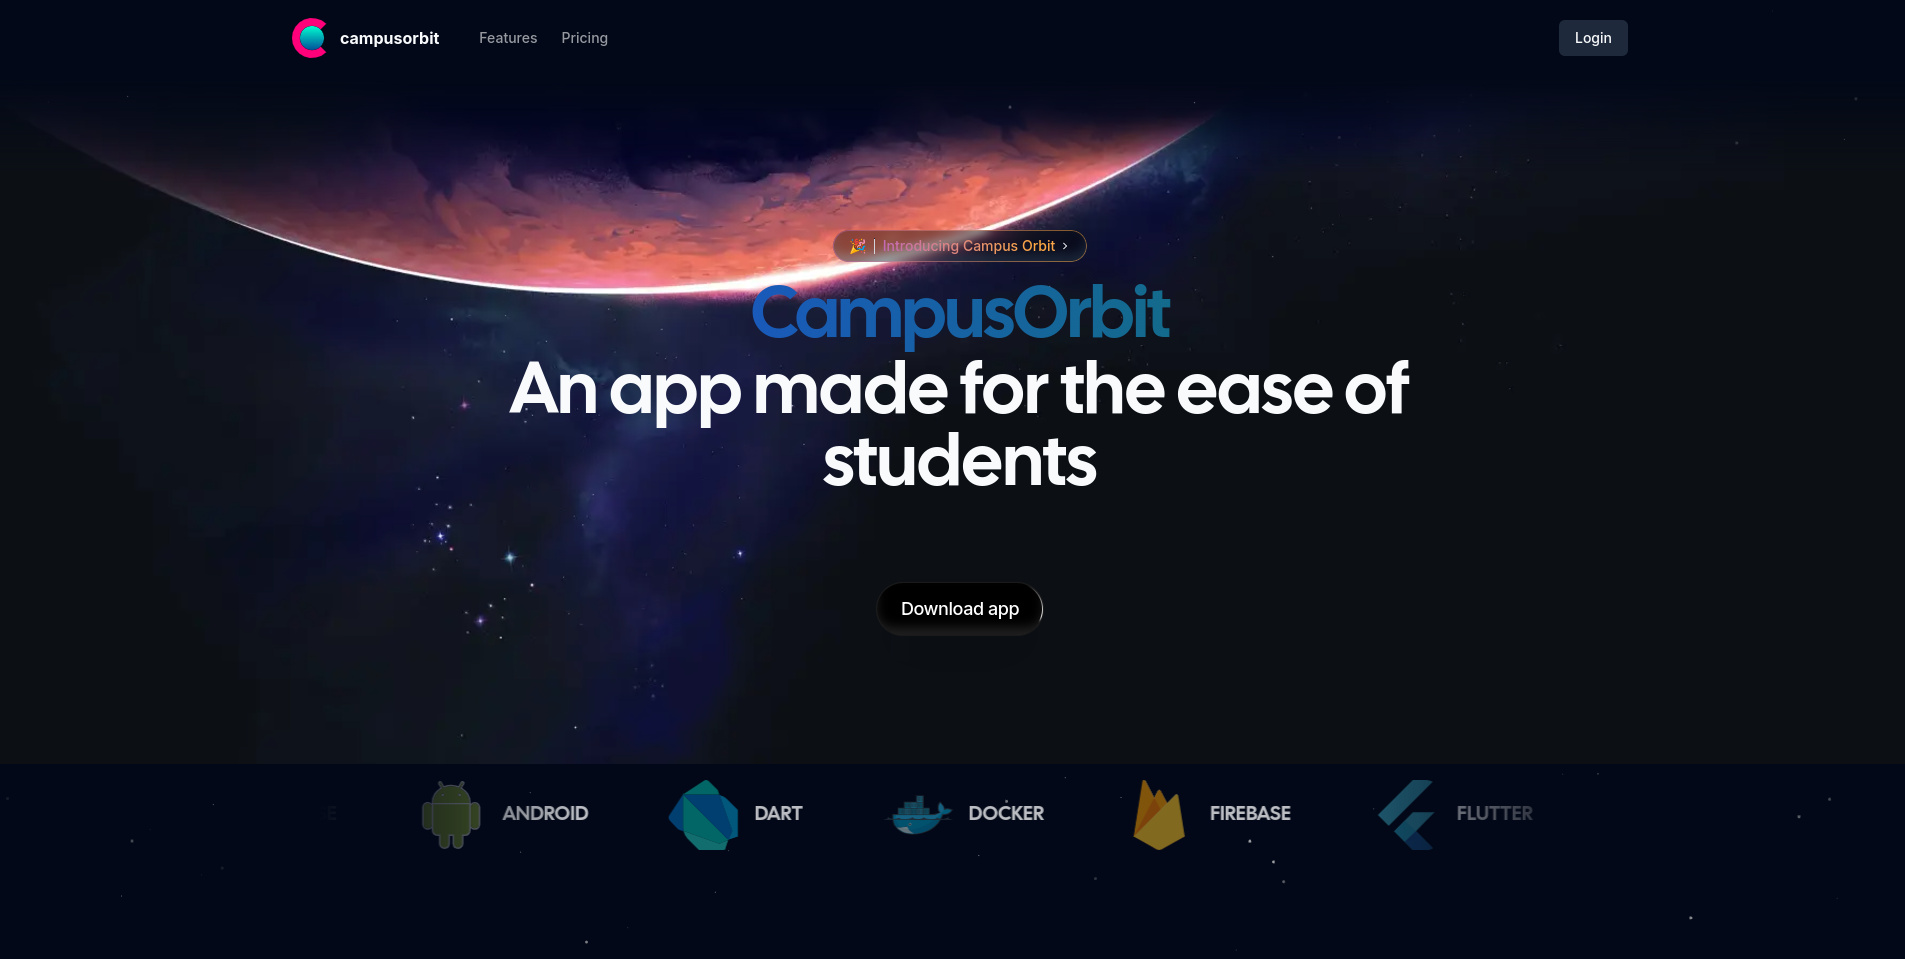 campusorbit
Features
Pricing
Login
🎉 | Introducing Campus Orbit ›
CampusOrbit
An app made for the ease of
students
Download app
E
ANDROID
DART
DOCKER
FIREBASE
FLUTTER